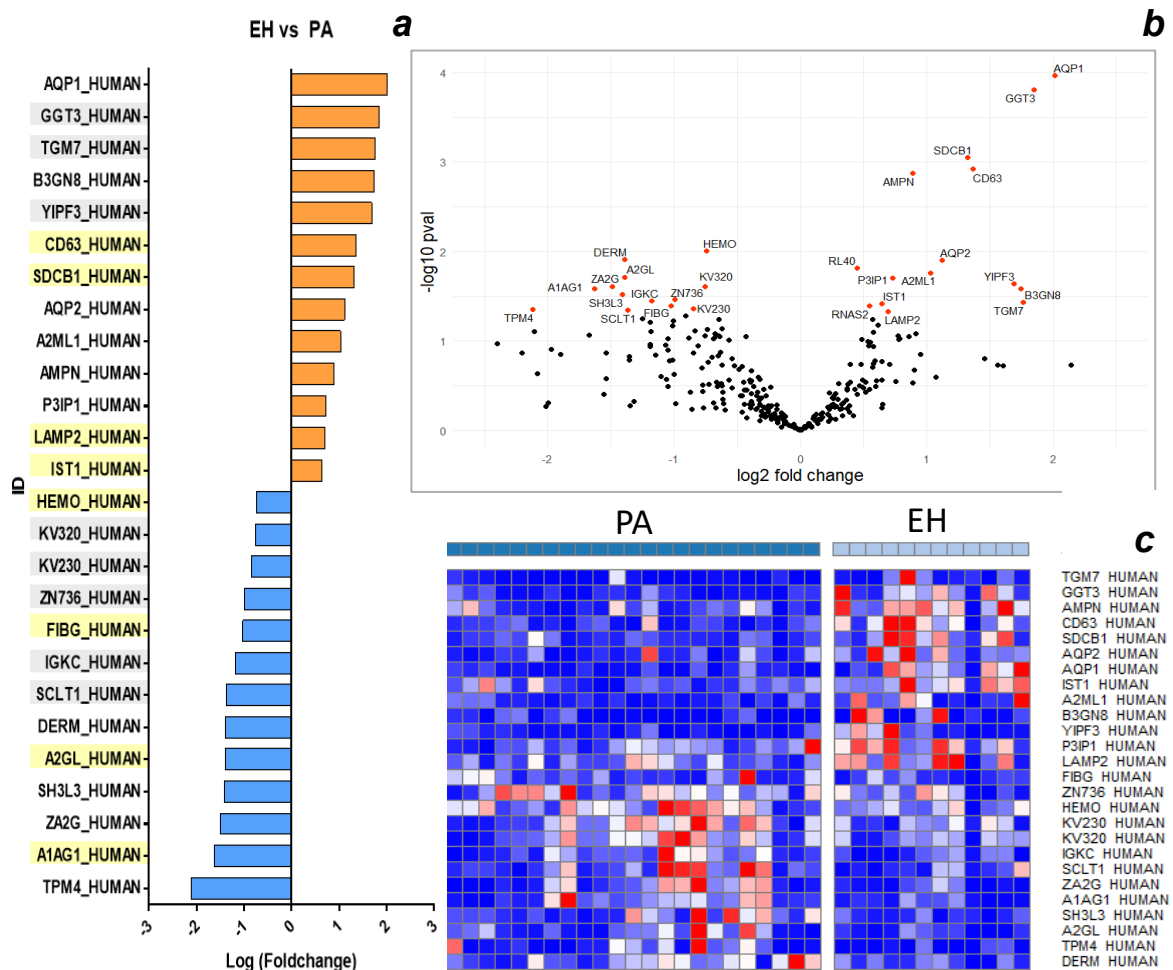 EH vs PA
a
AQP1_HUMAN
GGT3_HUMAN
TGM7_HUMAN
B3GN8_HUMAN
YIPF3_HUMAN
CD63_HUMAN
SDCB1_HUMAN
AQP2_HUMAN
A2ML1_HUMAN
AMPN_HUMAN
P3IP1_HUMAN
LAMP2_HUMAN
IST1_HUMAN
HEMO_HUMAN
KV320_HUMAN
KV230_HUMAN
ZN736_HUMAN
FIBG_HUMAN
IGKC_HUMAN
SCLT1_HUMAN
DERM_HUMAN
A2GL_HUMAN
SH3L3_HUMAN
ZA2G_HUMAN
A1AG1_HUMAN
TPM4_HUMAN
ID
-3 -2 -1 0 1 2 3
Log (Foldchange)
b
4
3
2
1
0
-log10 pval
AQP1
GGT3
SDCB1
CD63
AMPN
HEMO
DERM
AQP2
RL40
A2GL
KV320
P3IP1
A2ML1
YIPF3
ZA2G
A1AG1
B3GN8
IGKC
ZN736
SH3L3
IST1
TGM7
FIBG
KV230
RNAS2
LAMP2
SCLT1
TPM4
-2 -1 0 1 2
log2 fold change
PA EH
c
TGM7 HUMAN
GGT3 HUMAN
AMPN HUMAN
CD63 HUMAN
SDCB1 HUMAN
AQP2 HUMAN
AQP1 HUMAN
IST1 HUMAN
A2ML1 HUMAN
B3GN8 HUMAN
YIPF3 HUMAN
P3IP1 HUMAN
LAMP2 HUMAN
FIBG HUMAN
ZN736 HUMAN
HEMO HUMAN
KV230 HUMAN
KV320 HUMAN
IGKC HUMAN
SCLT1 HUMAN
ZA2G HUMAN
A1AG1 HUMAN
SH3L3 HUMAN
A2GL HUMAN
TPM4 HUMAN
DERM HUMAN